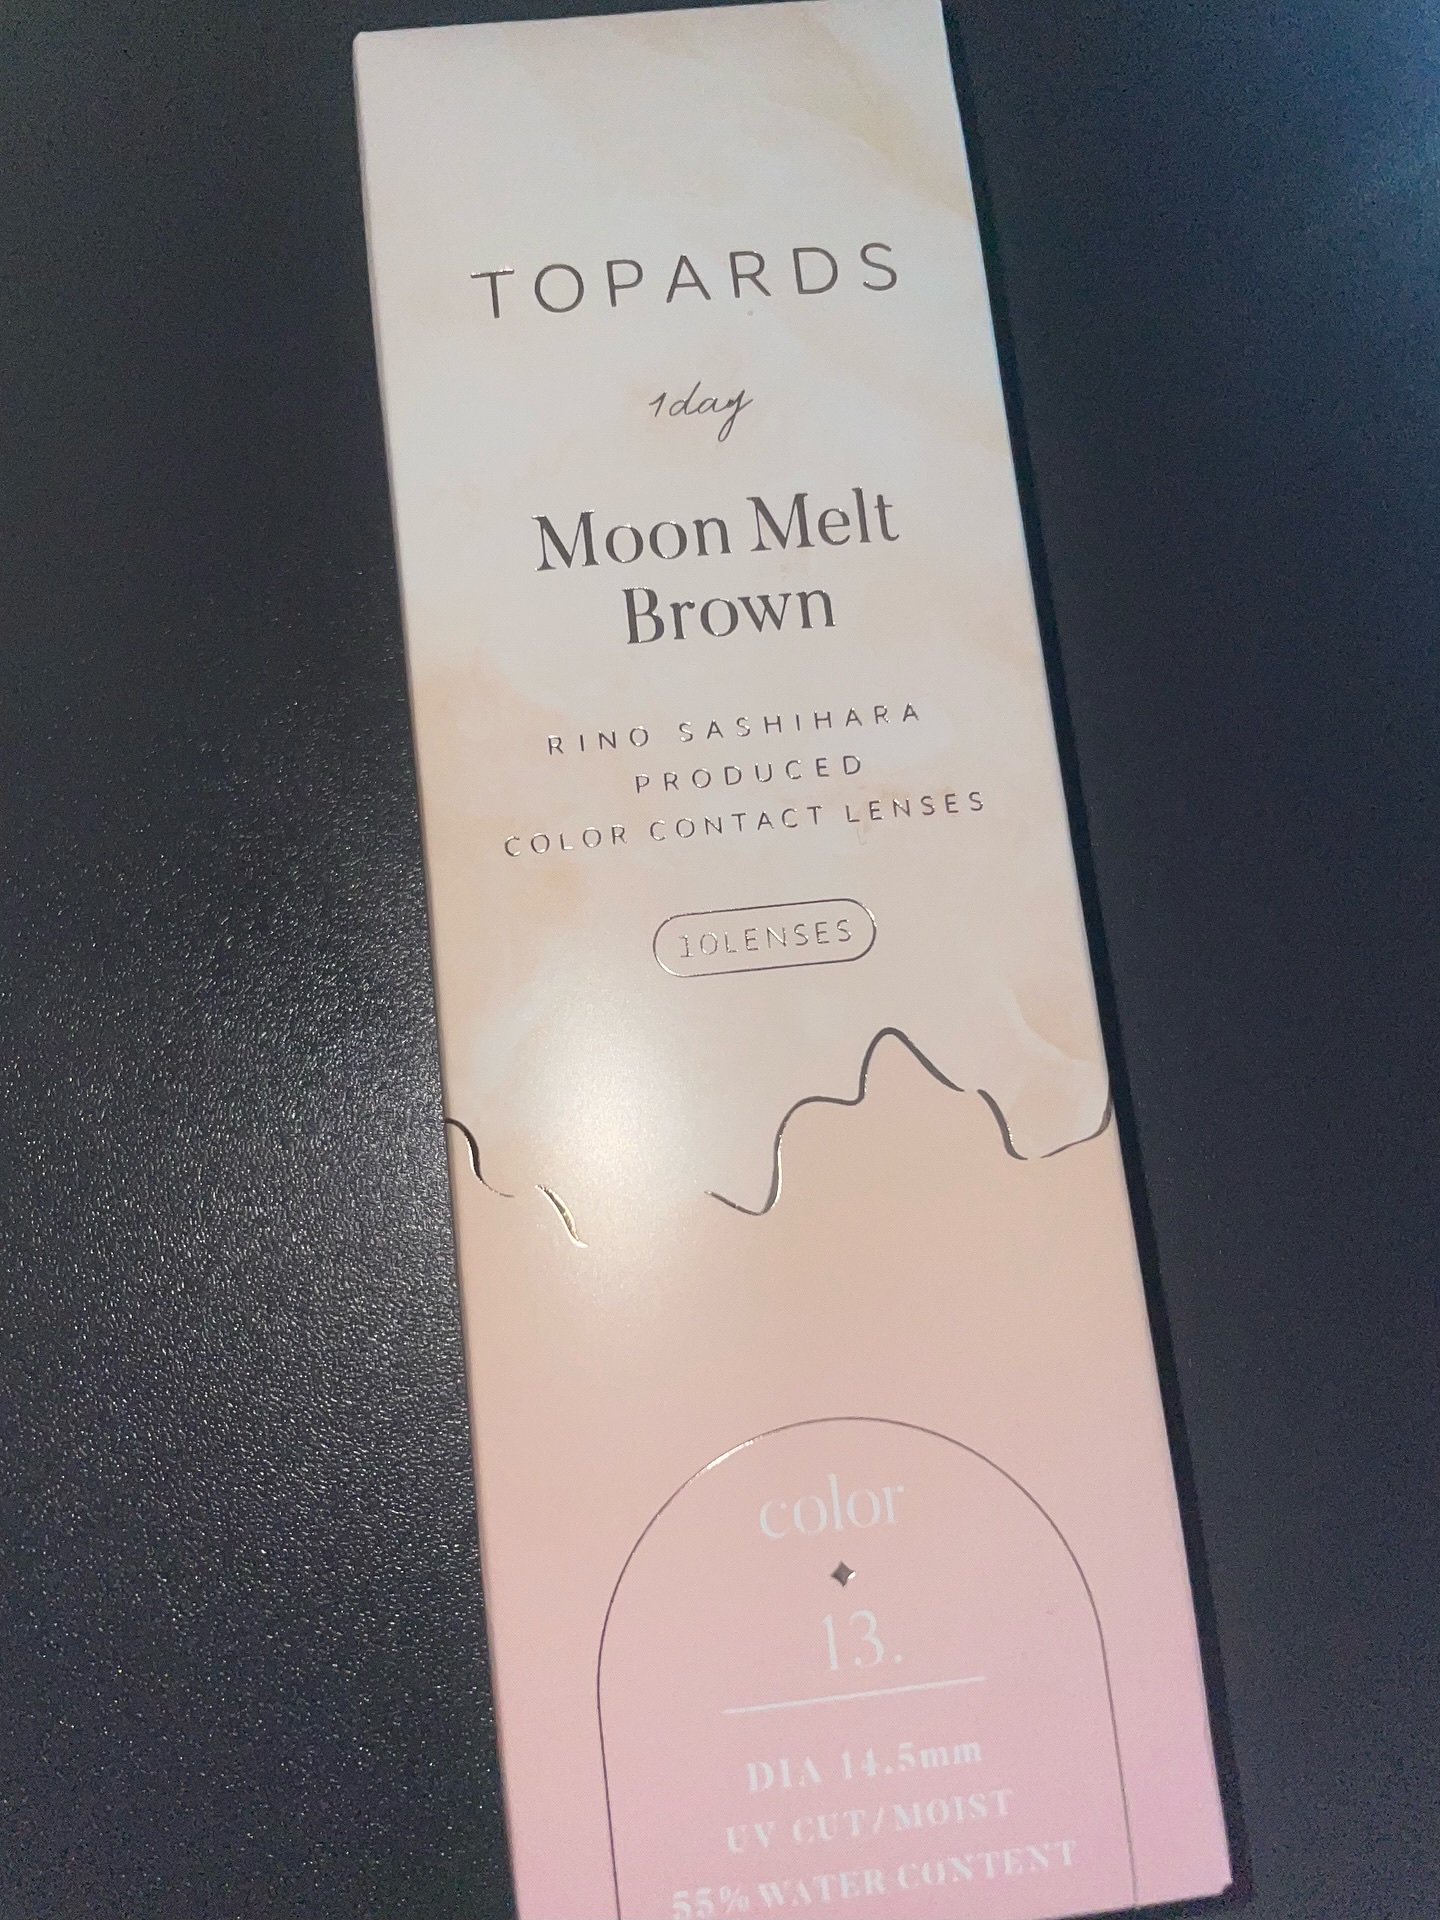 TOPARDS
1day
Moon Melt
Brown
RINO SASHIHARA
PRODUCED
COLOR CONTACT LENSES
10LENSES
color
13.
DIA 14.5mm
UV CUT/MOIST
55% WATER CONTENT